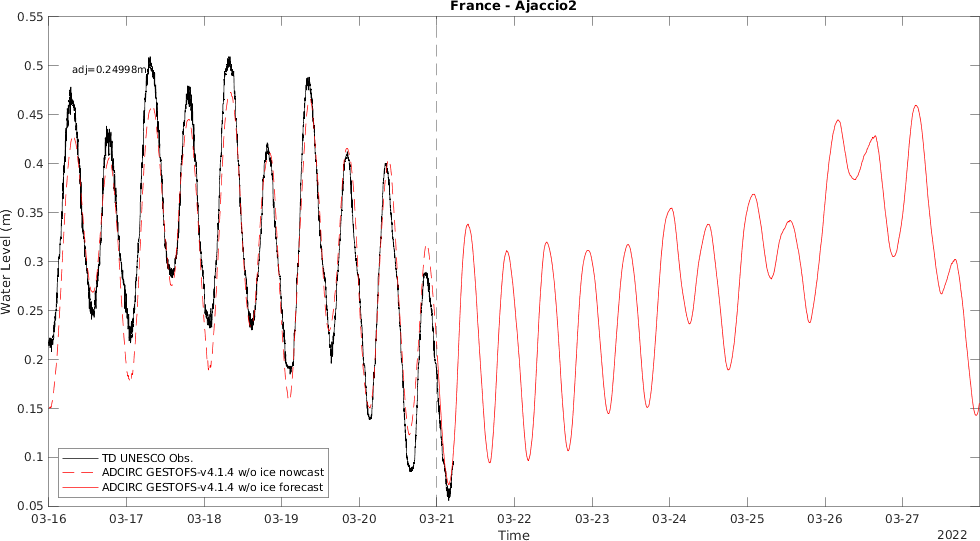 France - Ajaccio2
adj=0.24998m
Water Level (m)
0.55
0.5
0.45
0.4
0.35
0.3
0.25
0.2
0.15
0.1
0.05
TD UNESCO Obs.
ADCIRC GESTOFS-v4.1.4 w/o ice nowcast
ADCIRC GESTOFS-v4.1.4 w/o ice forecast
03-16 03-17 03-18 03-19 03-20 03-21 03-22 03-23 03-24 03-25 03-26 03-27
Time
2022